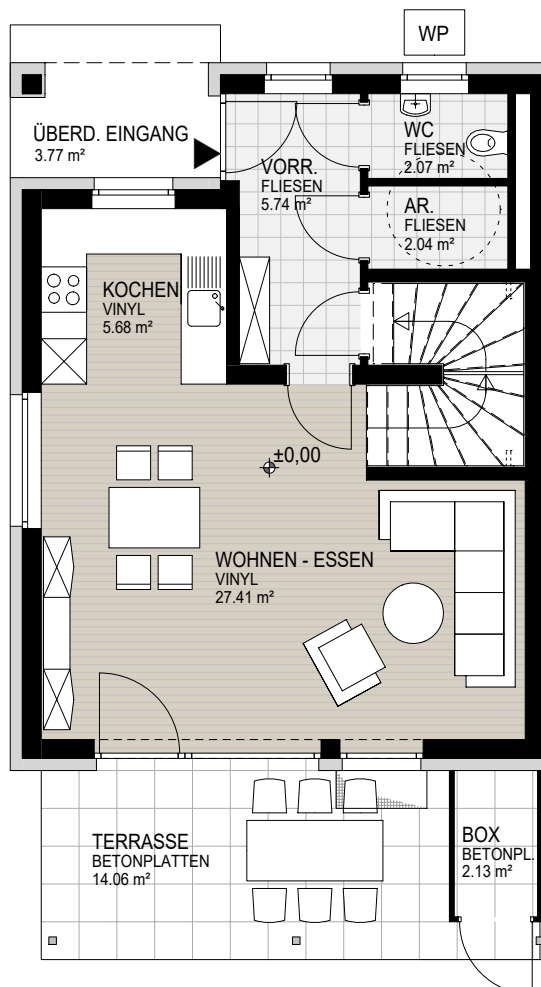 WP
ÜBERD. EINGANG
3.77 m²
WC
FLIESEN
2.07 m²
VORR.
FLIESEN
5.74 m²
AR.
FLIESEN
2.04 m²
KOCHEN
VINYL
5.68 m²
±0,00
WOHNEN - ESSEN
VINYL
27.41 m²
TERRASSE
BETONPLATTEN
14.06 m²
BOX
BETONPL.
2.13 m²